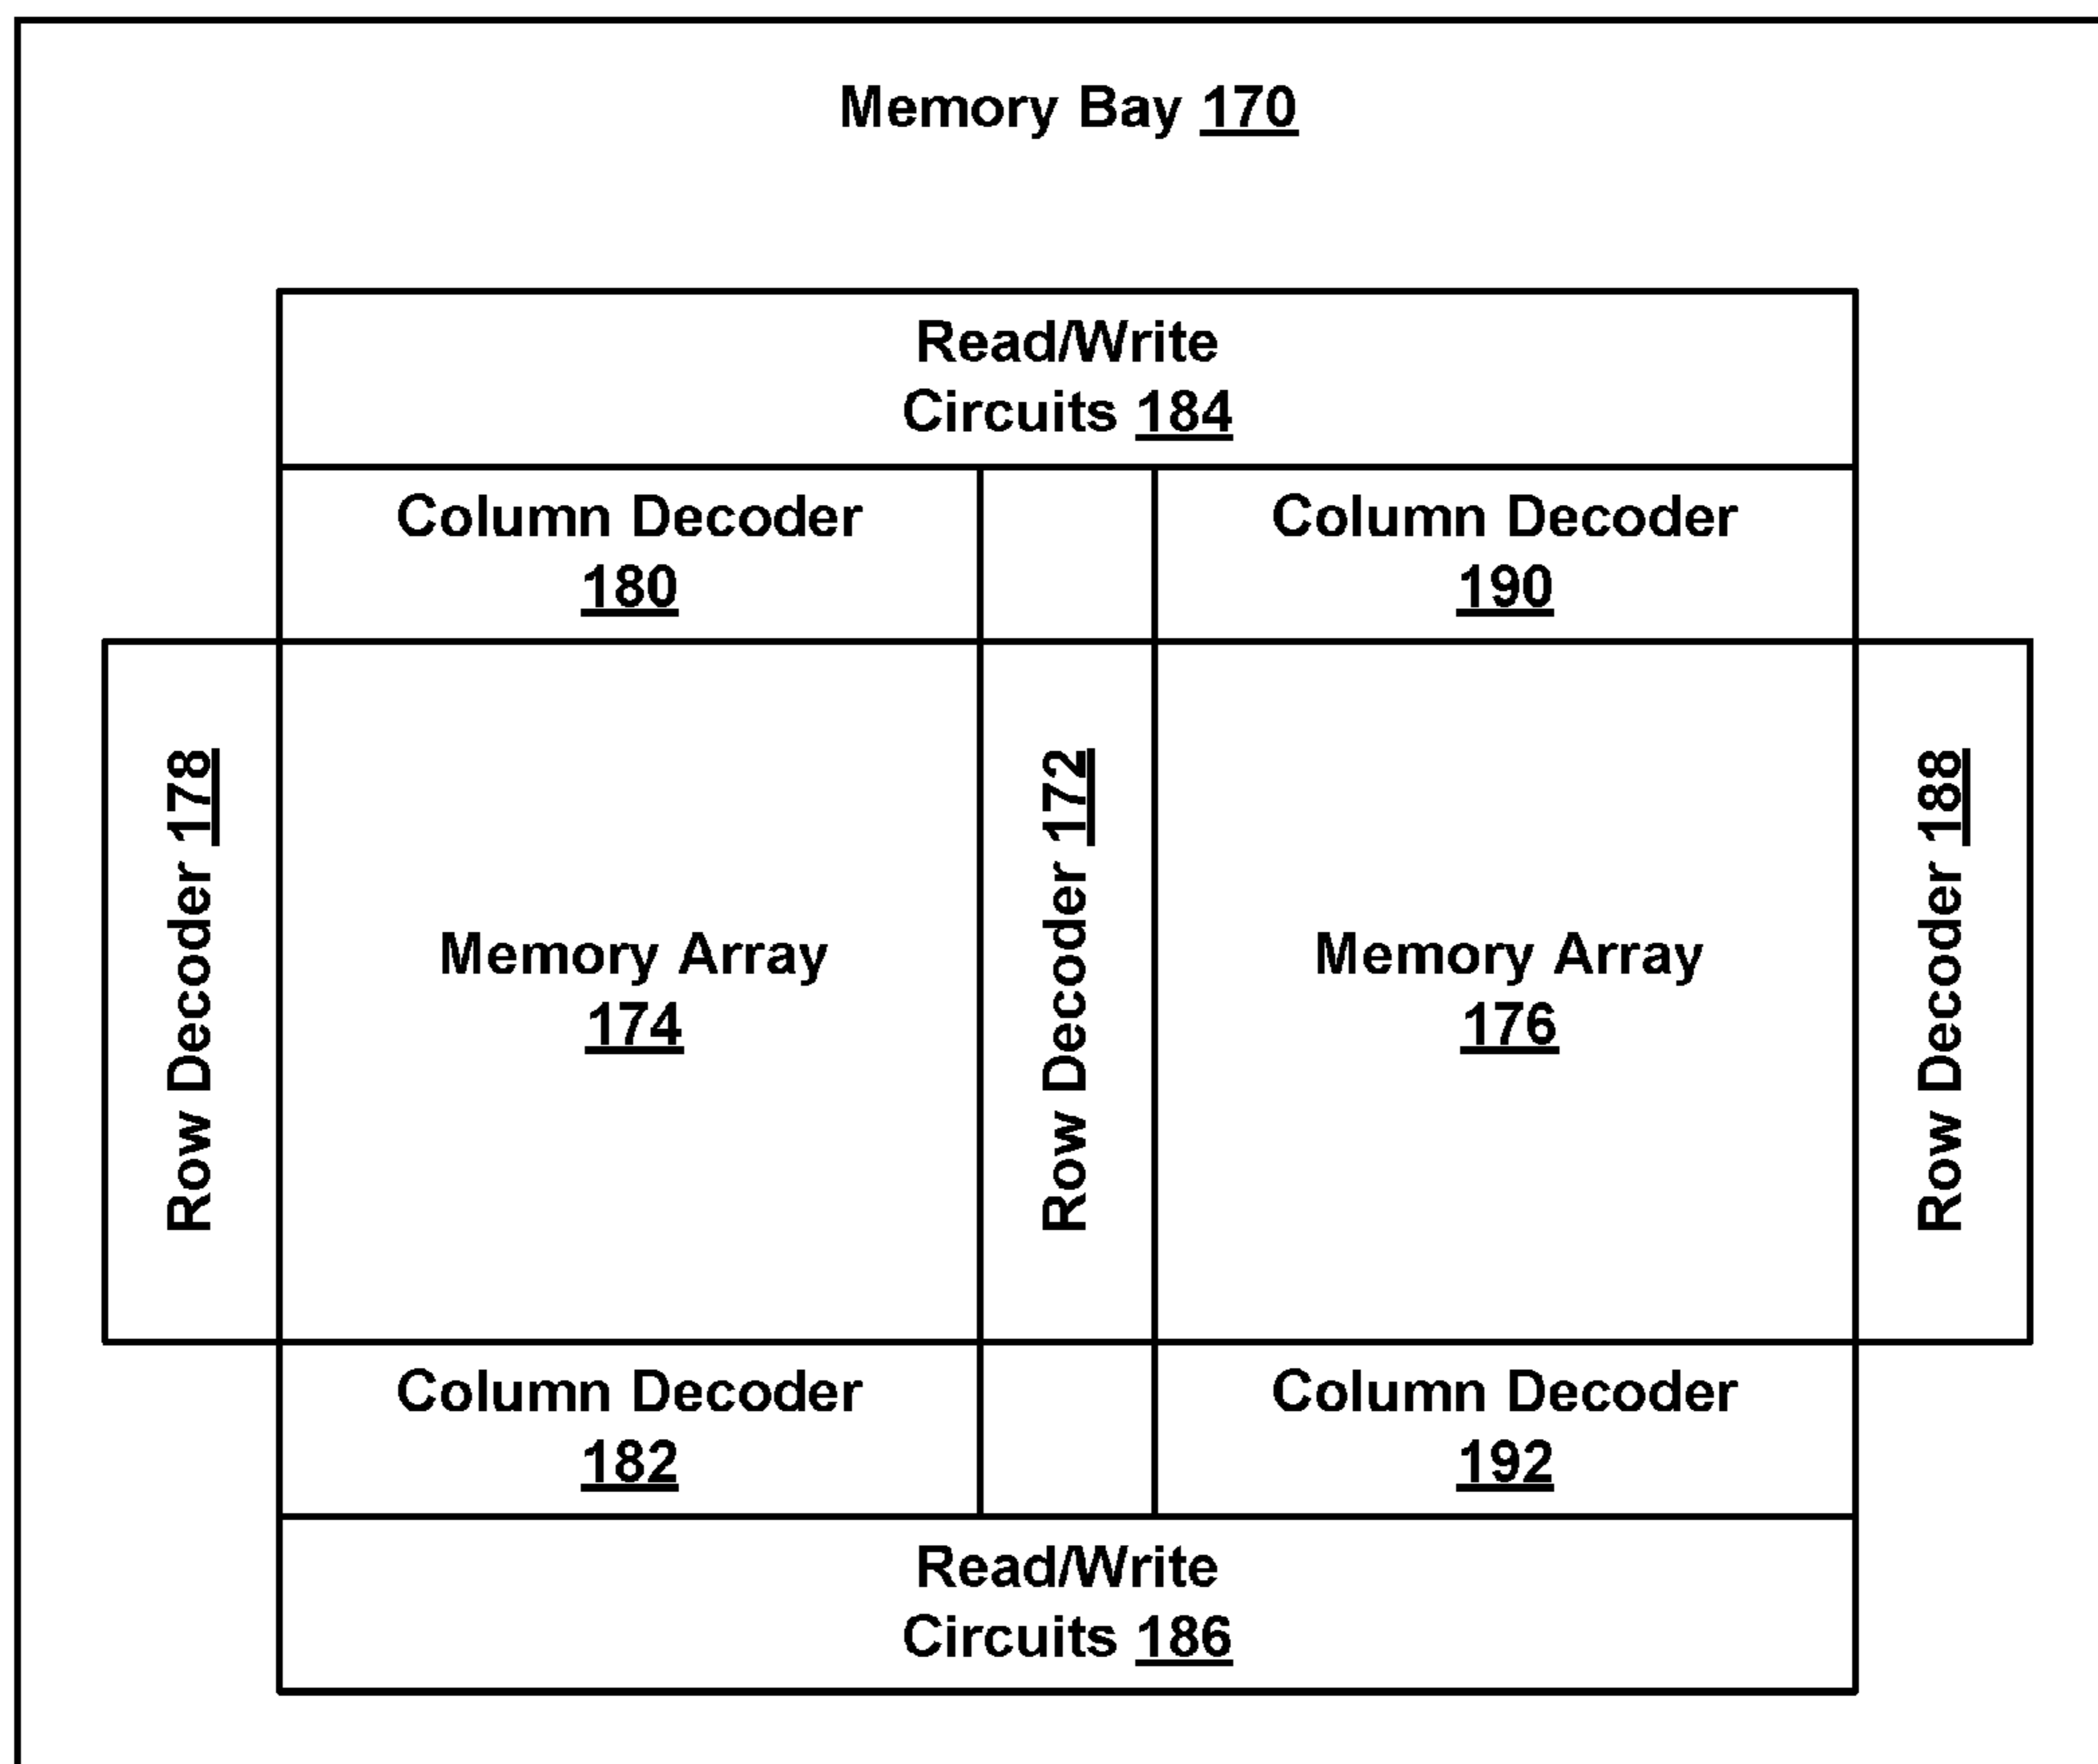 Memory Bay 170
Read/Write
Circuits 184
Column Decoder
180
Column Decoder
190
Row Decoder 178
Memory Array
174
Row Decoder 172
Memory Array
176
Row Decoder 188
Column Decoder
182
Column Decoder
192
Read/Write
Circuits 186